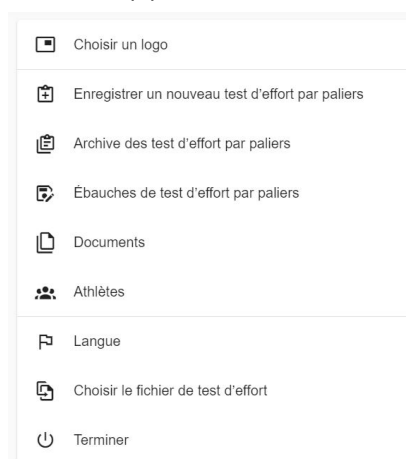 Choisir un logo
Enregistrer un nouveau test d'effort par paliers
Archive des test d'effort par paliers
Ébauches de test d'effort par paliers
Documents
Athlètes
Langue
Choisir le fichier de test d'effort
Terminer